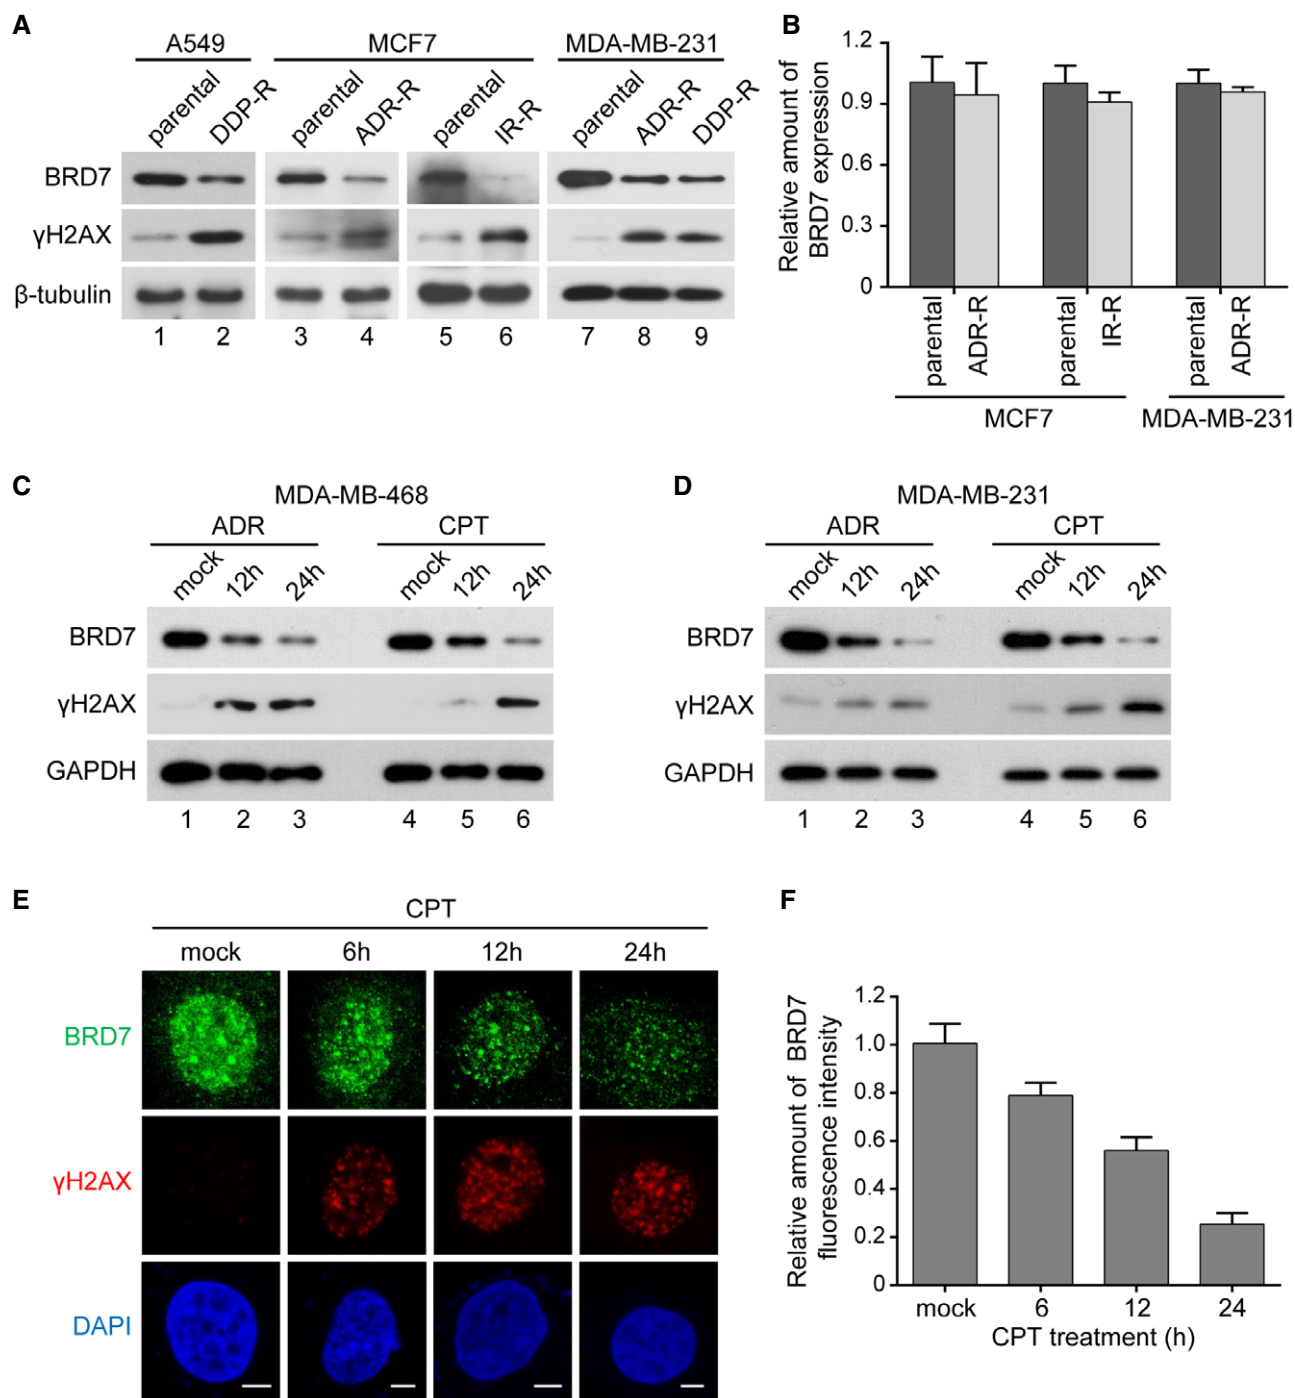 A
A549
MCF7
MDA-MB-231
parental
DDP-R
parental
ADR-R
parental
IR-R
parental
ADR-R
DDP-R
BRD7
γH2AX
β-tubulin
1 2 3 4 5 6 7 8 9
B
Relative amount of
BRD7 expression
1.2
0.9
0.6
0.3
0
parental
ADR-R
parental
IR-R
parental
ADR-R
MCF7
MDA-MB-231
C
MDA-MB-468
ADR
CPT
mock
12h
24h
mock
12h
24h
BRD7
γH2AX
GAPDH
1 2 3 4 5 6
D
MDA-MB-231
ADR
CPT
mock
12h
24h
mock
12h
24h
BRD7
γH2AX
GAPDH
1 2 3 4 5 6
E
CPT
mock 6h 12h 24h
BRD7
γH2AX
DAPI
F
Relative amount of BRD7
fluorescence intensity
1.2
1.0
0.8
0.6
0.4
0.2
0
mock 6 12 24
CPT treatment (h)